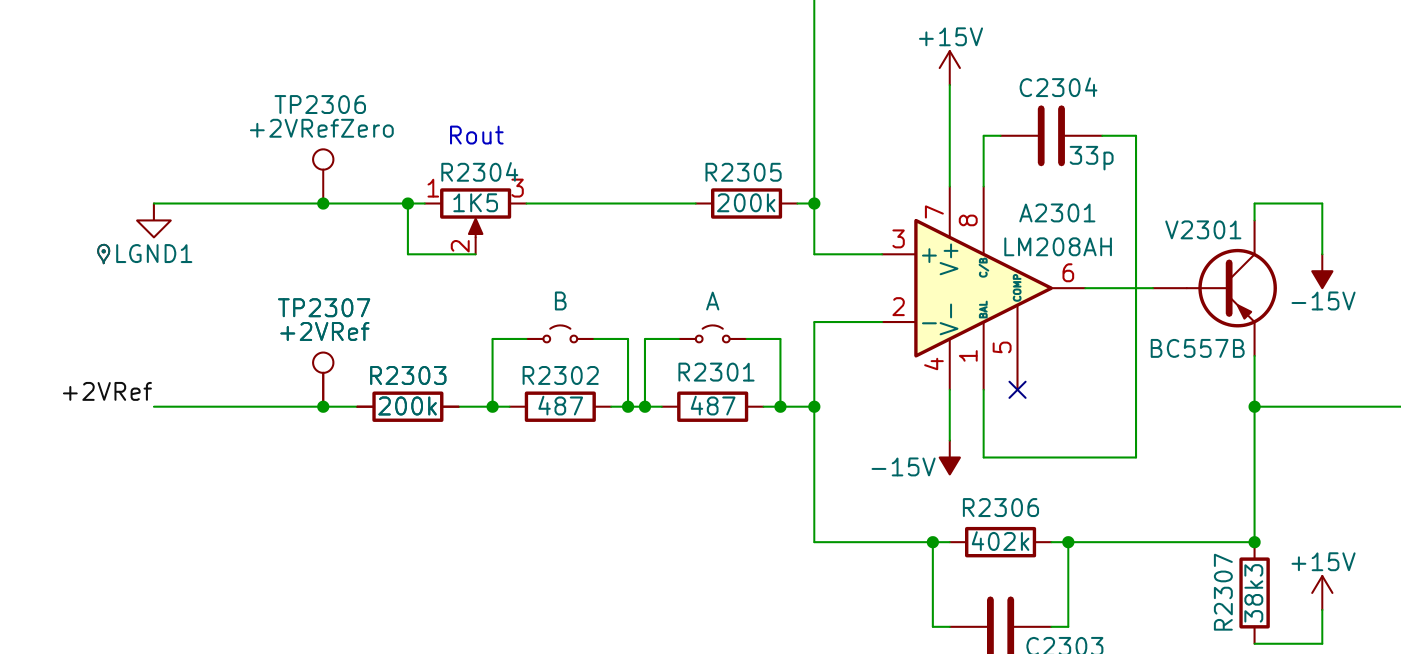 +15V
C2304
33p
TP2306
+2VRefZero
Rout
R2304
1
1K5
3
2
R2305
200k
LGND1
7
8
A2301
LM208AH
3
+
V+
C/B
COMP
6
2
−
V−
BAL
4
1
5
−15V
V2301
−15V
BC557B
TP2307
+2VRef
B
A
+2VRef
R2303
200k
R2302
487
R2301
487
R2306
402k
C2303
R2307
38k3
+15V